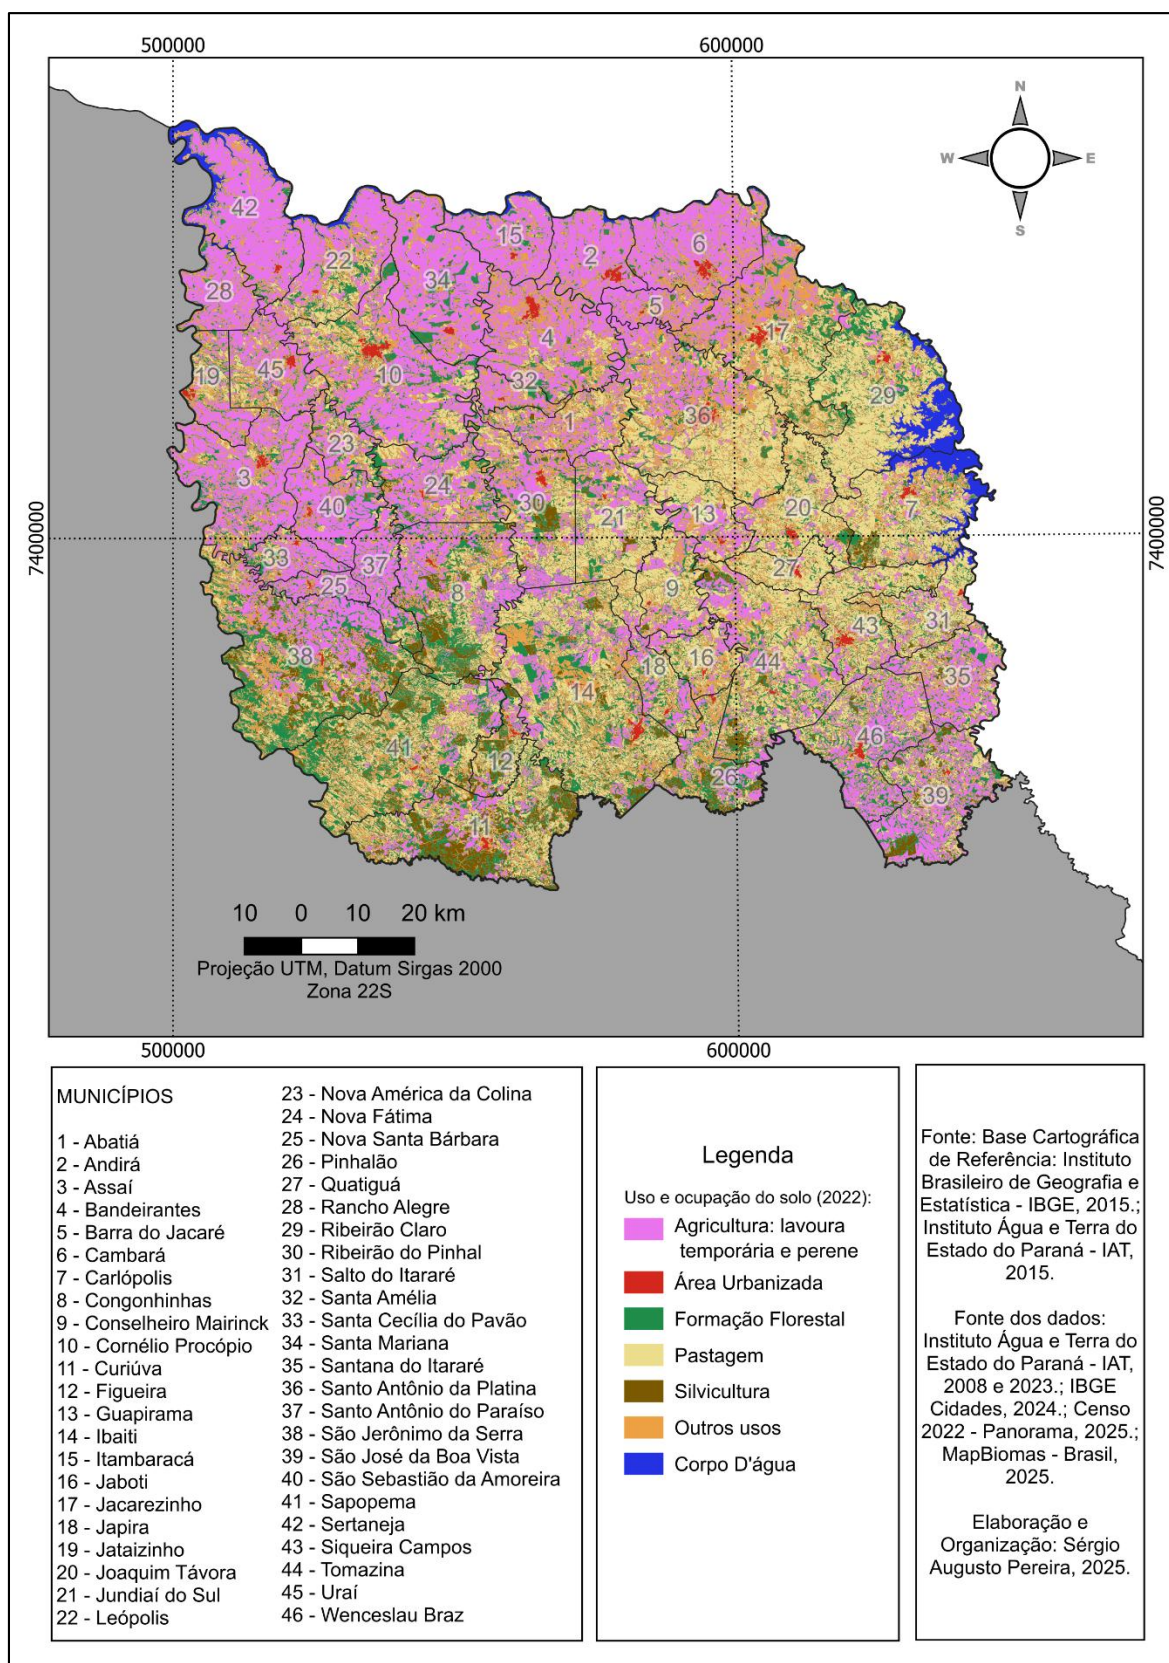 500000
600000
N
W
E
S
42
15
2
6
22
28
34
5
17
4
45
10
19
32
29
1
36
23
3
24
30
40
21
13
20
7
33
37
25
8
9
27
31
43
38
18
16
44
35
14
41
12
46
26
39
11
7400000
7400000
10 0 10 20 km
Projeção UTM, Datum Sirgas 2000
Zona 22S
500000
600000
MUNICÍPIOS
1 - Abatiá
2 - Andirá
3 - Assaí
4 - Bandeirantes
5 - Barra do Jacaré
6 - Cambará
7 - Carlópolis
8 - Congonhinhas
9 - Conselheiro Mairinck
10 - Cornélio Procópio
11 - Curiúva
12 - Figueira
13 - Guapirama
14 - Ibaiti
15 - Itambaracá
16 - Jaboti
17 - Jacarezinho
18 - Japira
19 - Jataizinho
20 - Joaquim Távora
21 - Jundiaí do Sul
22 - Leópolis
23 - Nova América da Colina
24 - Nova Fátima
25 - Nova Santa Bárbara
26 - Pinhalão
27 - Quatiguá
28 - Rancho Alegre
29 - Ribeirão Claro
30 - Ribeirão do Pinhal
31 - Salto do Itararé
32 - Santa Amélia
33 - Santa Cecília do Pavão
34 - Santa Mariana
35 - Santana do Itararé
36 - Santo Antônio da Platina
37 - Santo Antônio do Paraíso
38 - São Jerônimo da Serra
39 - São José da Boa Vista
40 - São Sebastião da Amoreira
41 - Sapopema
42 - Sertaneja
43 - Siqueira Campos
44 - Tomazina
45 - Uraí
46 - Wenceslau Braz
Legenda
Uso e ocupação do solo (2022):
Agricultura: lavoura
temporária e perene
Área Urbanizada
Formação Florestal
Pastagem
Silvicultura
Outros usos
Corpo D'água
Fonte: Base Cartográfica
de Referência: Instituto
Brasileiro de Geografia e
Estatística - IBGE, 2015.;
Instituto Água e Terra do
Estado do Paraná - IAT,
2015.
Fonte dos dados:
Instituto Água e Terra do
Estado do Paraná - IAT,
2008 e 2023.; IBGE
Cidades, 2024.; Censo
2022 - Panorama, 2025.;
MapBiomas - Brasil,
2025.
Elaboração e
Organização: Sérgio
Augusto Pereira, 2025.